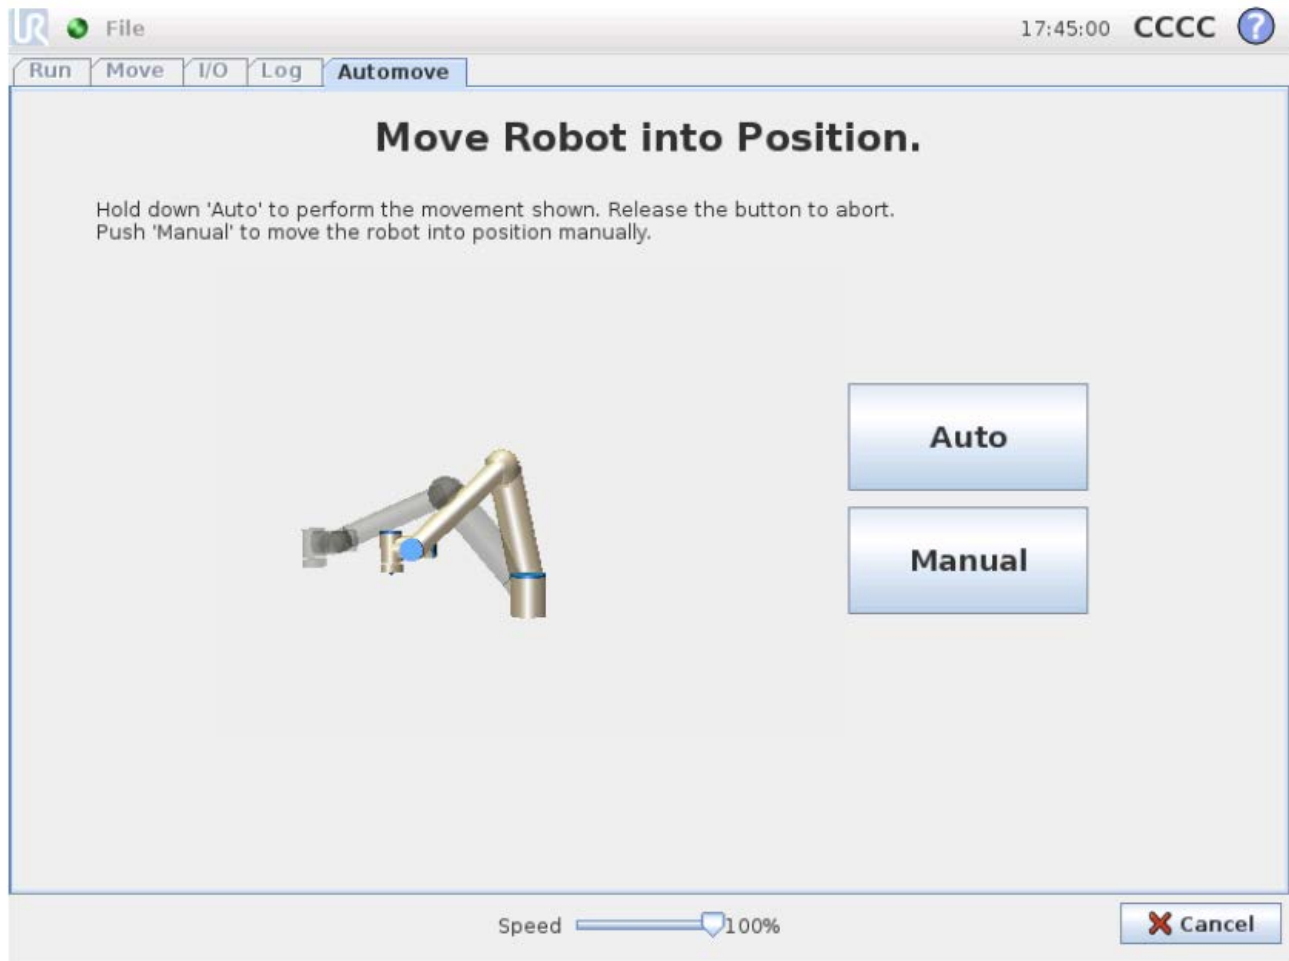 UR File 17:45:00 CCCC ?
Run Move I/O Log Automove
Move Robot into Position.
Hold down 'Auto' to perform the movement shown. Release the button to abort.
Push 'Manual' to move the robot into position manually.
Auto
Manual
Speed 100% Cancel